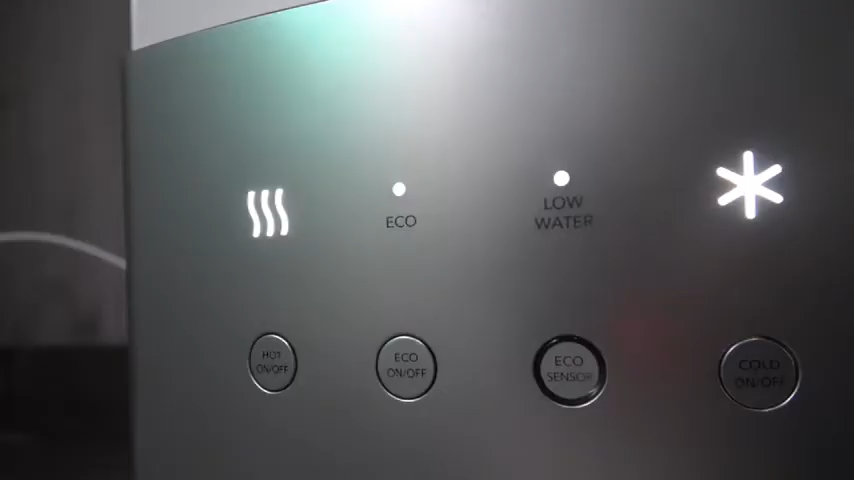 ECO
LOW
WATER
HOT
ON/OFF
ECO
ON/OFF
ECO
SENSOR
COLD
ON/OFF